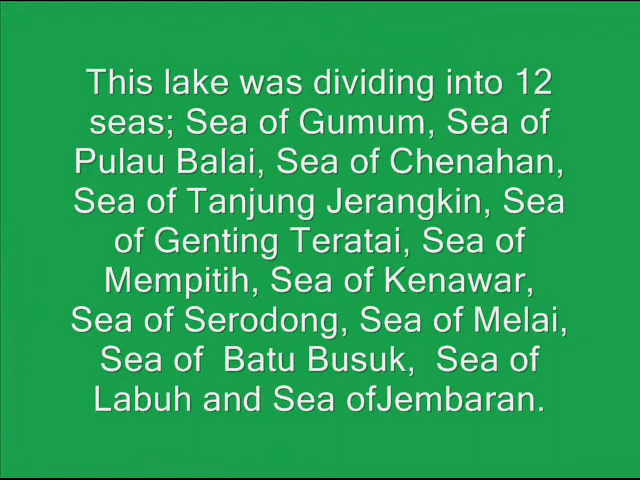 This lake was dividing into 12
seas; Sea of Gumum, Sea of
Pulau Balai, Sea of Chenahan,
Sea of Tanjung Jerangkin, Sea
of Genting Teratai, Sea of
Mempitih, Sea of Kenawar,
Sea of Serodong, Sea of Melai,
Sea of  Batu Busuk,  Sea of
Labuh and Sea ofJembaran.